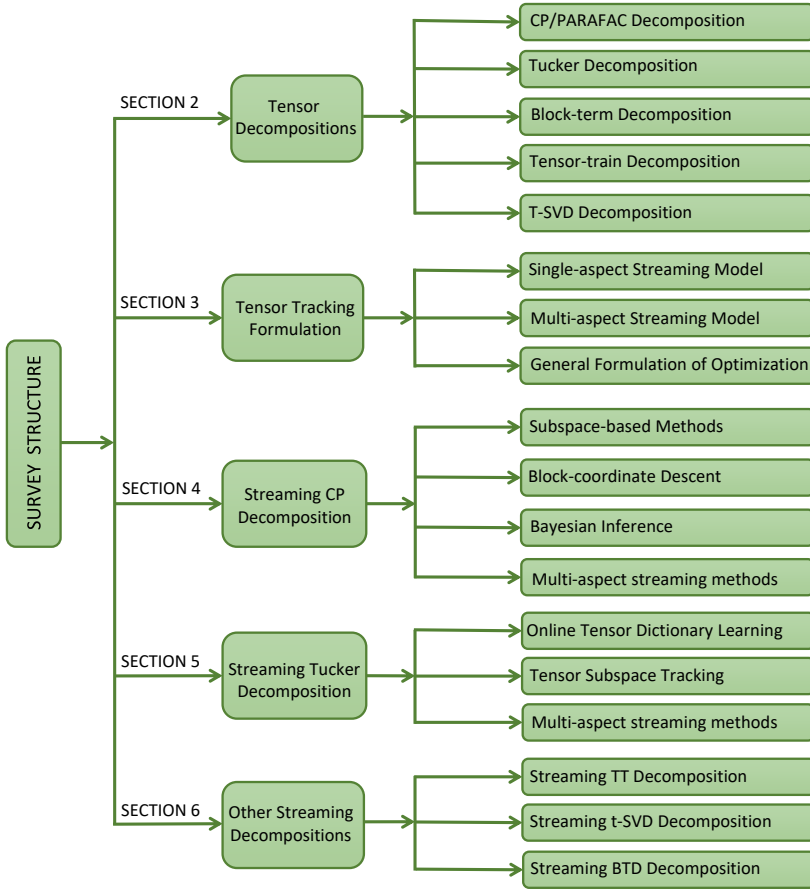 SURVEY STRUCTURE
SECTION 2
Tensor
Decompositions
CP/PARAFAC Decomposition
Tucker Decomposition
Block-term Decomposition
Tensor-train Decomposition
T-SVD Decomposition
SECTION 3
Tensor Tracking
Formulation
Single-aspect Streaming Model
Multi-aspect Streaming Model
General Formulation of Optimization
SECTION 4
Streaming CP
Decomposition
Subspace-based Methods
Block-coordinate Descent
Bayesian Inference
Multi-aspect streaming methods
SECTION 5
Streaming Tucker
Decomposition
Online Tensor Dictionary Learning
Tensor Subspace Tracking
Multi-aspect streaming methods
SECTION 6
Other Streaming
Decompositions
Streaming TT Decomposition
Streaming t-SVD Decomposition
Streaming BTD Decomposition